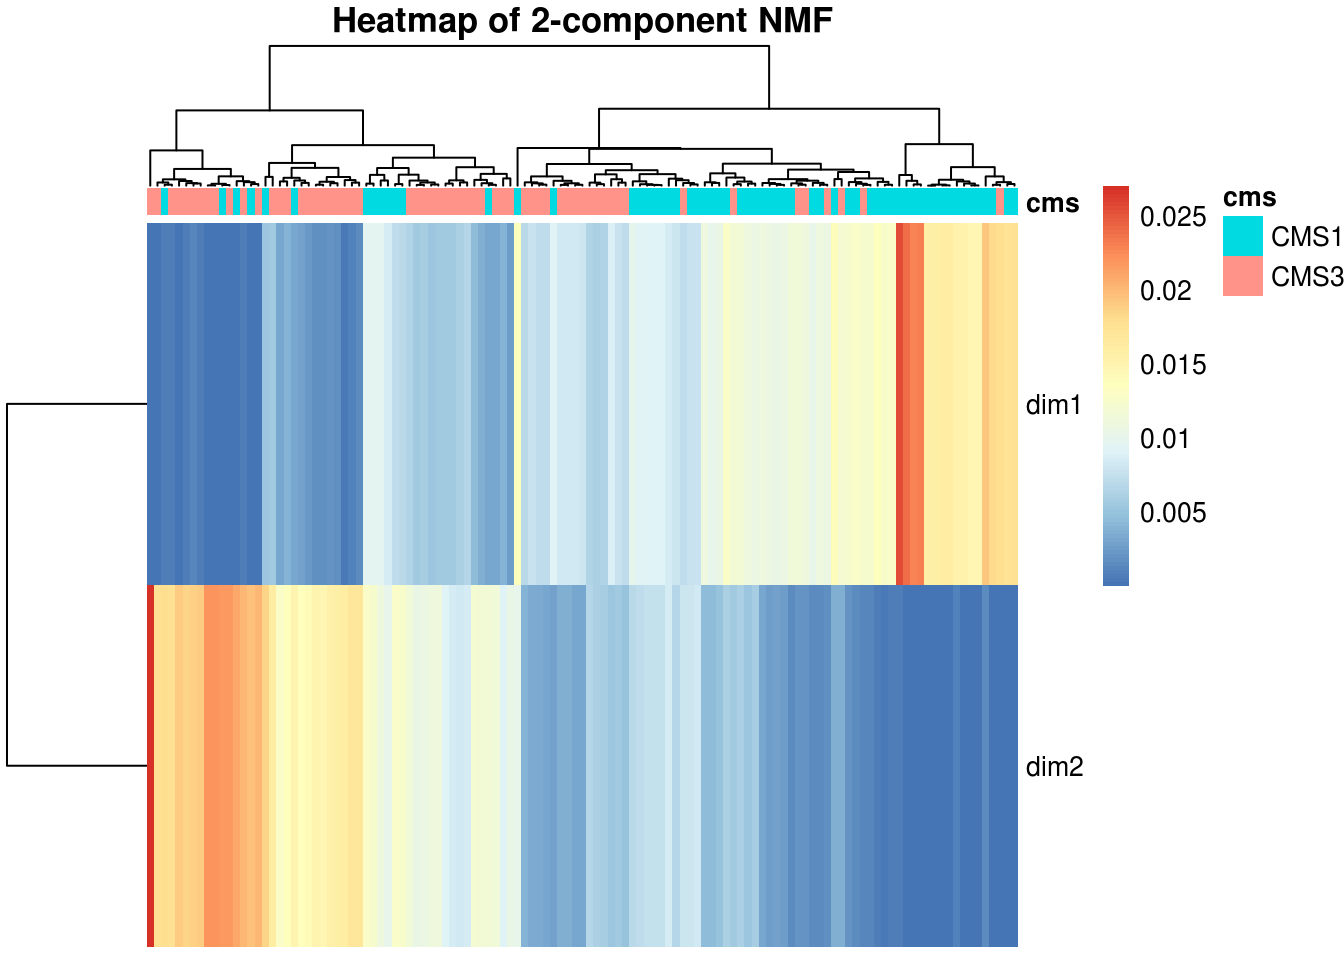 Heatmap of 2-component NMF
cms
dim1
dim2
0.025
0.02
0.015
0.01
0.005
cms
CMS1
CMS3